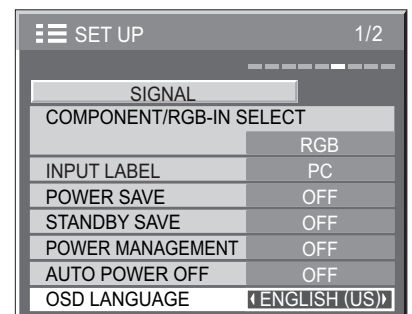 SET UP 1/2
SIGNAL
COMPONENT/RGB-IN SELECT
RGB
INPUT LABEL PC
POWER SAVE OFF
STANDBY SAVE OFF
POWER MANAGEMENT OFF
AUTO POWER OFF OFF
OSD LANGUAGE ENGLISH (US)